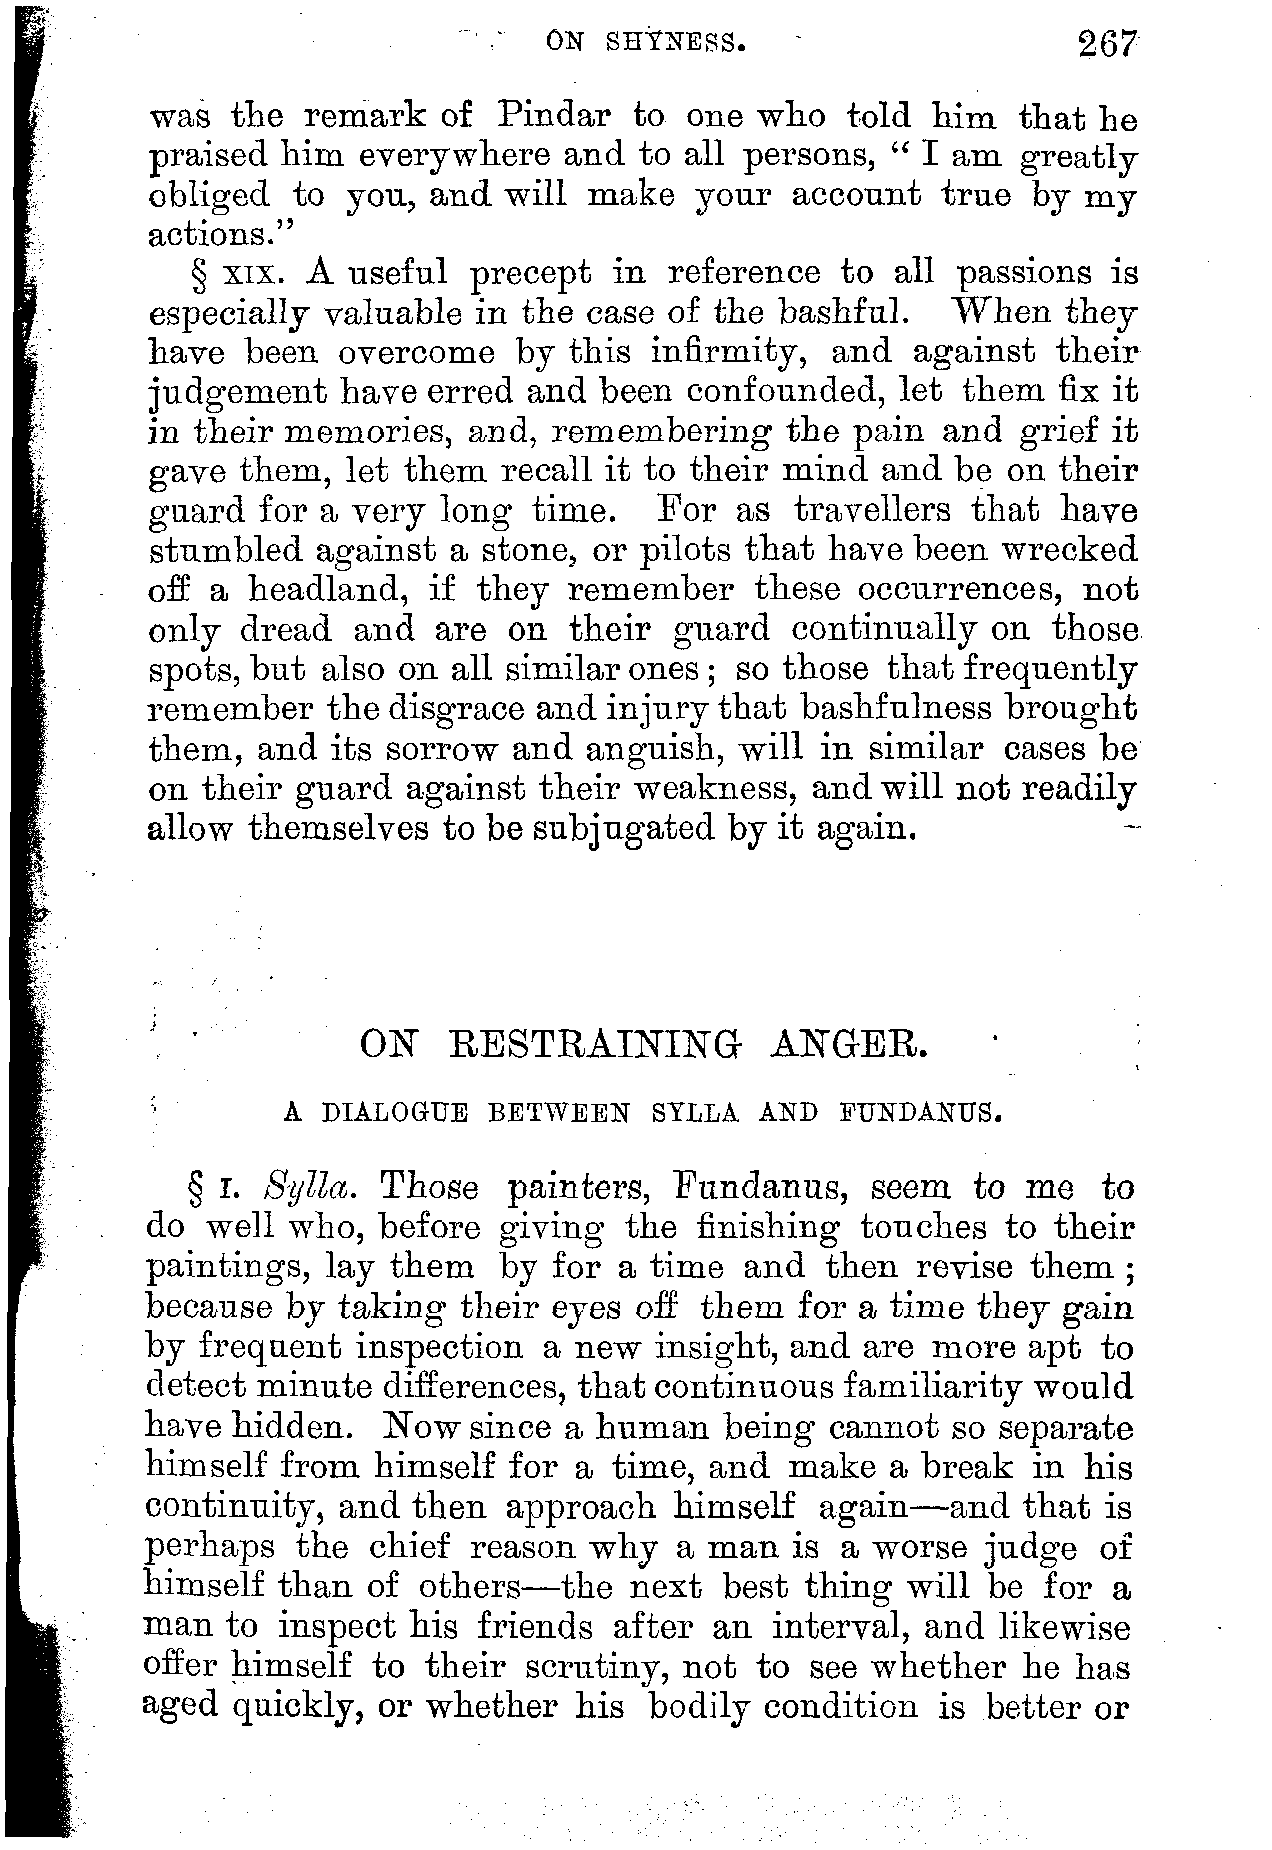 ON SHYNESS. 267
was the remark of Pindar to one who told him that he
praised him everywhere and to all persons, “ I am greatly
obliged to you, and will make your account true by my
actions.”
§ XIX. A useful precept in reference to all passions is
especially valuable in the case of the bashful. When they
have been overcome by this infirmity, and against their
judgement have erred and been confounded, let them fix it
in their memories, and, remembering the pain and grief it
gave them, let them recall it to their mind and be on their
guard for a very long time. For as travellers that have
stumbled against a stone, or pilots that have been wrecked
off a headland, if they remember these occurrences, not
only dread and are on their guard continually on those
spots, but also on all similar ones ; so those that frequently
remember the disgrace and injury that bashfulness brought
them, and its sorrow and anguish, will in similar cases be
on their guard against their weakness, and will not readily
allow themselves to be subjugated by it again.
ON RESTRAINING ANGER.
A DIALOGUE BETWEEN SYLLA AND FUNDANUS.
§ I. Sylla. Those painters, Fundanus, seem to me to
do well who, before giving the finishing touches to their
paintings, lay them by for a time and then revise them ;
because by taking their eyes off them for a time they gain
by frequent inspection a new insight, and are more apt to
detect minute differences, that continuous familiarity would
have hidden. Now since a human being cannot so separate
himself from himself for a time, and make a break in his
continuity, and then approach himself again—and that is
perhaps the chief reason why a man is a worse judge of
himself than of others—the next best thing will be for a
man to inspect his friends after an interval, and likewise
offer himself to their scrutiny, not to see whether he has
aged quickly, or whether his bodily condition is better or